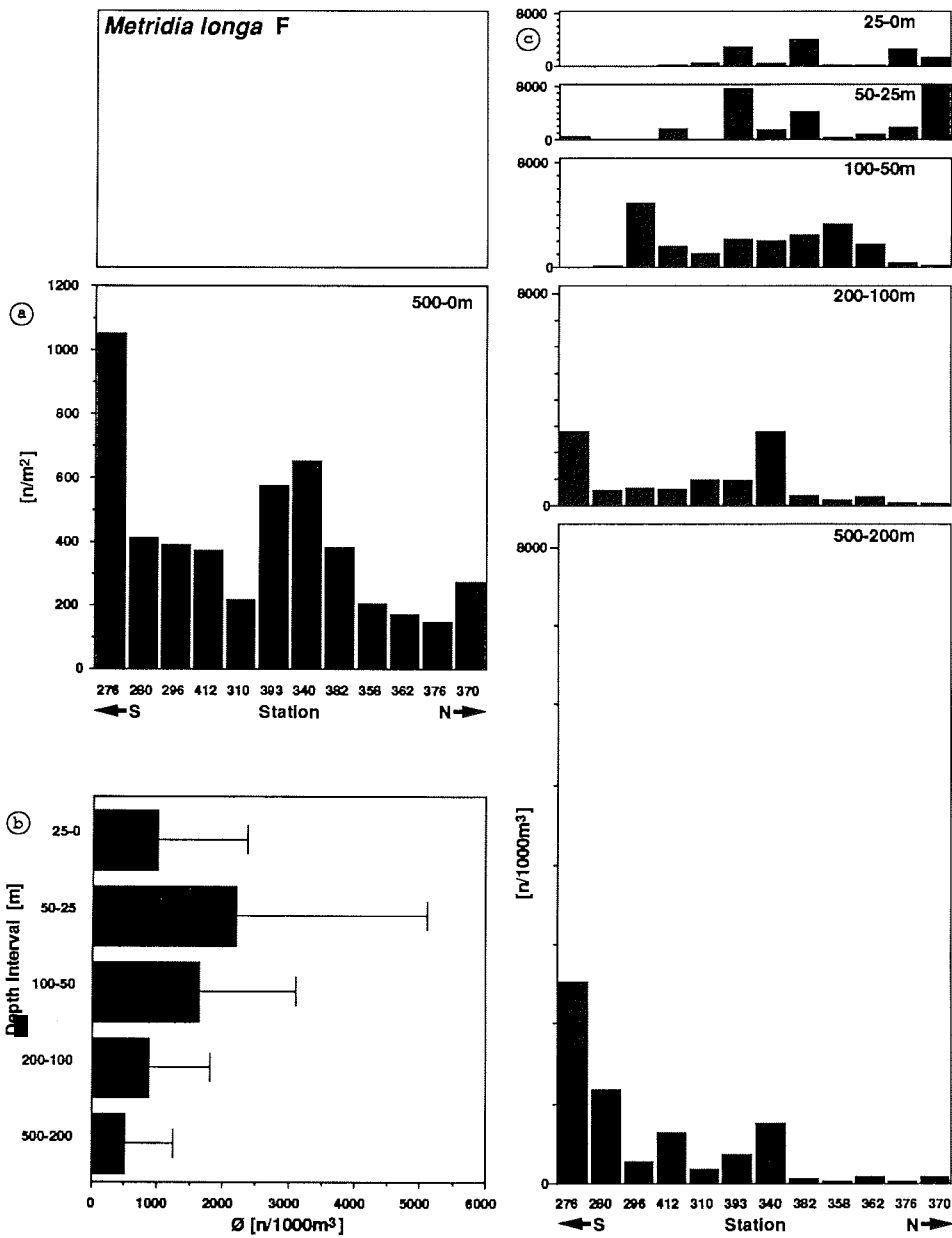 Metridia longa F
a
500-0m
1200
1000
800
600
400
200
0
[n/m²]
276 280 296 412 310 393 340 382 358 362 376 370
S Station N
b
Depth Interval [m]
25-0
50-25
100-50
200-100
500-200
0 1000 2000 3000 4000 5000 6000
Ø [n/1000m³]
c
25-0m
8000
0
50-25m
8000
0
100-50m
8000
0
200-100m
8000
0
500-200m
8000
0
[n/1000m³]
276 280 296 412 310 393 340 382 358 362 376 370
S Station N